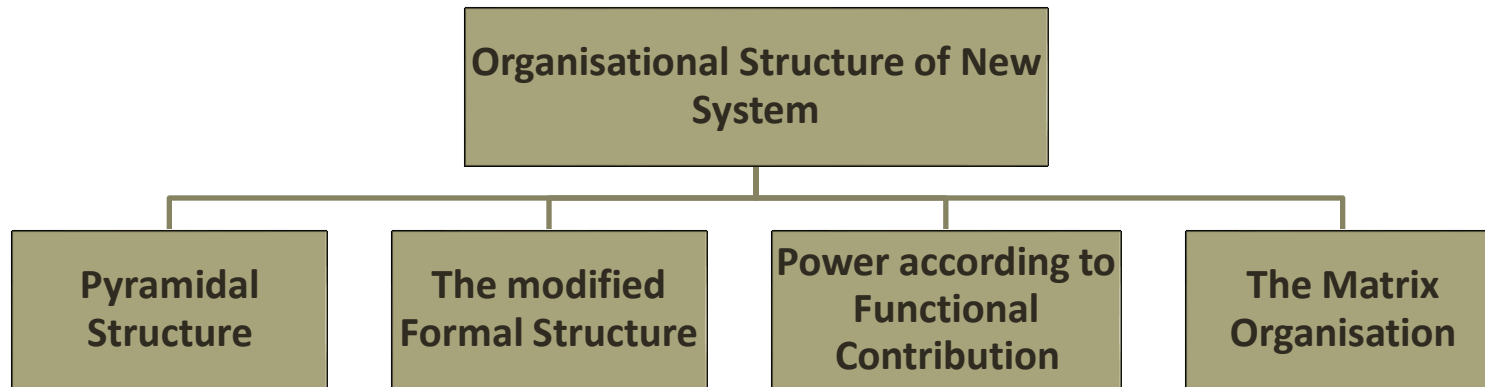 Organisational Structure of New
System
Pyramidal
Structure
The modified
Formal Structure
Power according to
Functional
Contribution
The Matrix
Organisation